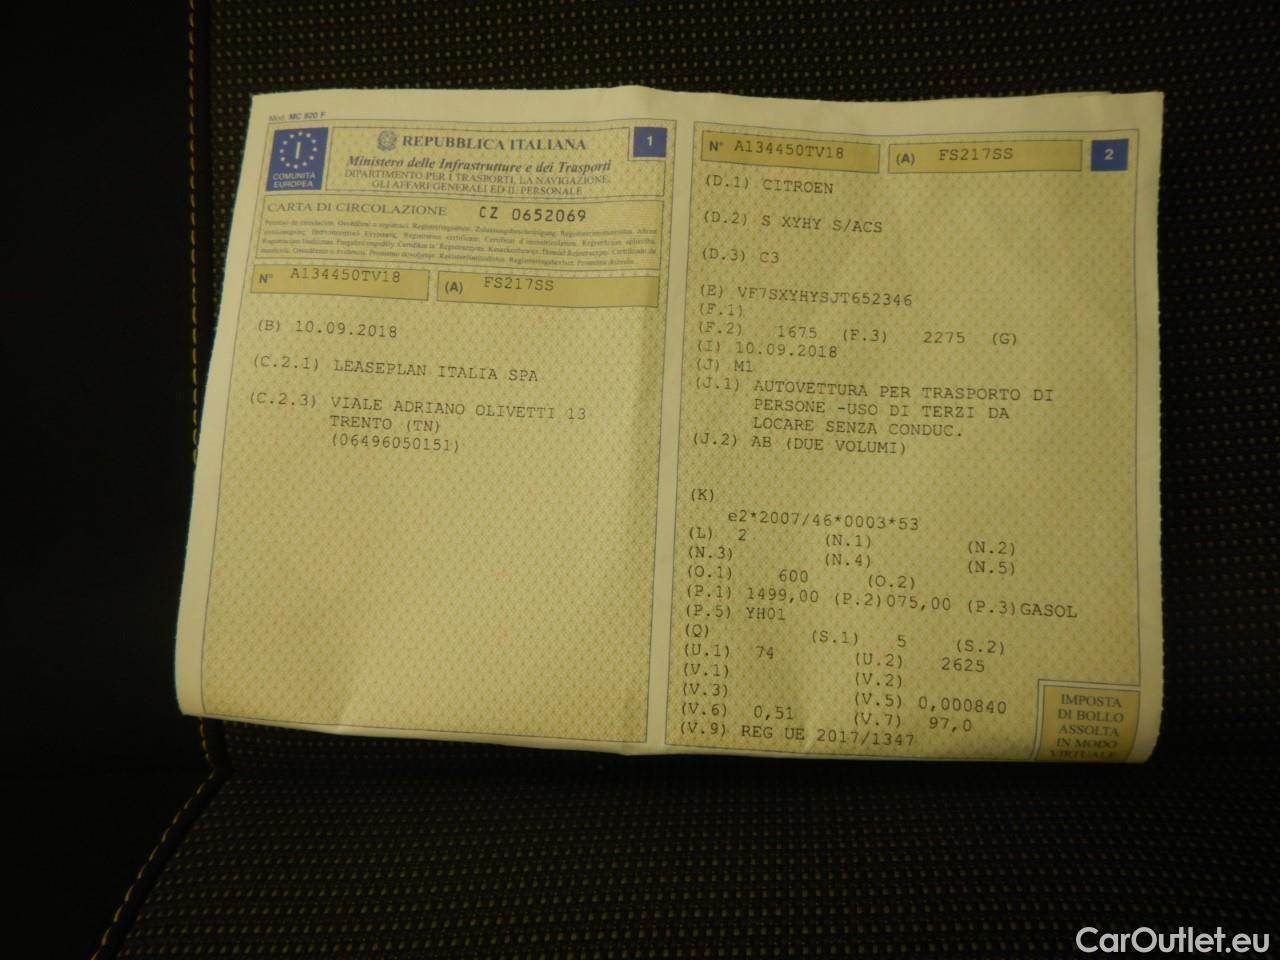 Mod. MC 820 F
I
COMUNITÀ
EUROPEA
REPUBBLICA ITALIANA
Ministero delle Infrastrutture e dei Trasporti
DIPARTIMENTO PER I TRASPORTI, LA NAVIGAZIONE,
GLI AFFARI GENERALI ED IL PERSONALE
1
CARTA DI CIRCOLAZIONE CZ 0652069
N° A134450TV18 (A) FS217SS
(B) 10.09.2018
(C.2.1) LEASEPLAN ITALIA SPA
(C.2.3) VIALE ADRIANO OLIVETTI 13
TRENTO (TN)
(06496050151)
N° A134450TV18 (A) FS217SS 2
(D.1) CITROEN
(D.2) S XYHY S/ACS
(D.3) C3
(E) VF7SXYHYSJT652346
(F.1)
(F.2) 1675 (F.3) 2275 (G)
(I) 10.09.2018
(J) M1
(J.1) AUTOVETTURA PER TRASPORTO DI
PERSONE -USO DI TERZI DA
LOCARE SENZA CONDUC.
(J.2) AB (DUE VOLUMI)
(K)
e2*2007/46*0003*53
(L) 2 (N.1) (N.2)
(N.3) (N.4) (N.5)
(O.1) 600 (O.2)
(P.1) 1499,00 (P.2)075,00 (P.3)GASOL
(P.5) YH01
(Q) (S.1) 5 (S.2)
(U.1) 74 (U.2) 2625
(V.1) (V.2)
(V.3) (V.5) 0,000840
(V.6) 0,51 (V.7) 97,0
(V.9) REG UE 2017/1347
IMPOSTA
DI BOLLO
ASSOLTA
IN MODO
VIRTUALE
CarOutlet.eu